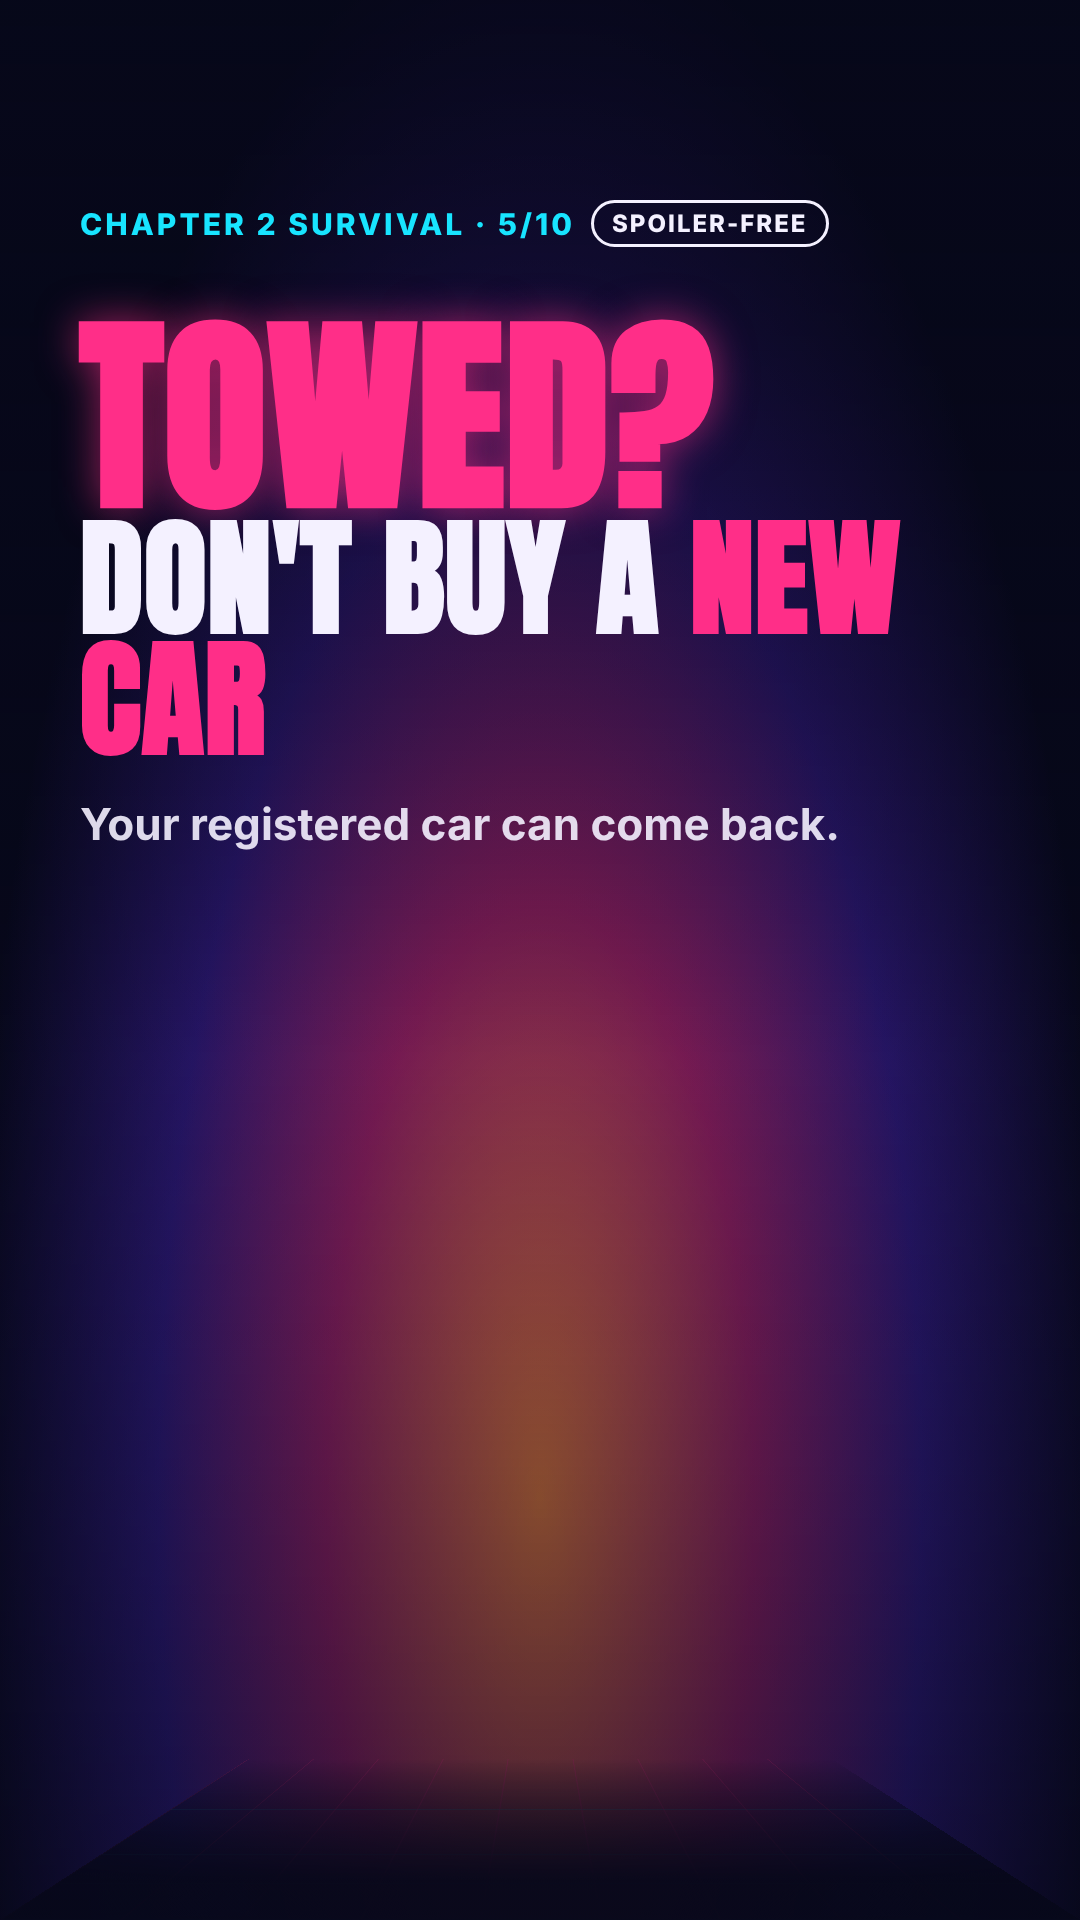 CHAPTER 2 SURVIVAL · 5/10 SPOILER-FREE
TOWED?
DON'T BUY A NEW
CAR
Your registered car can come back.